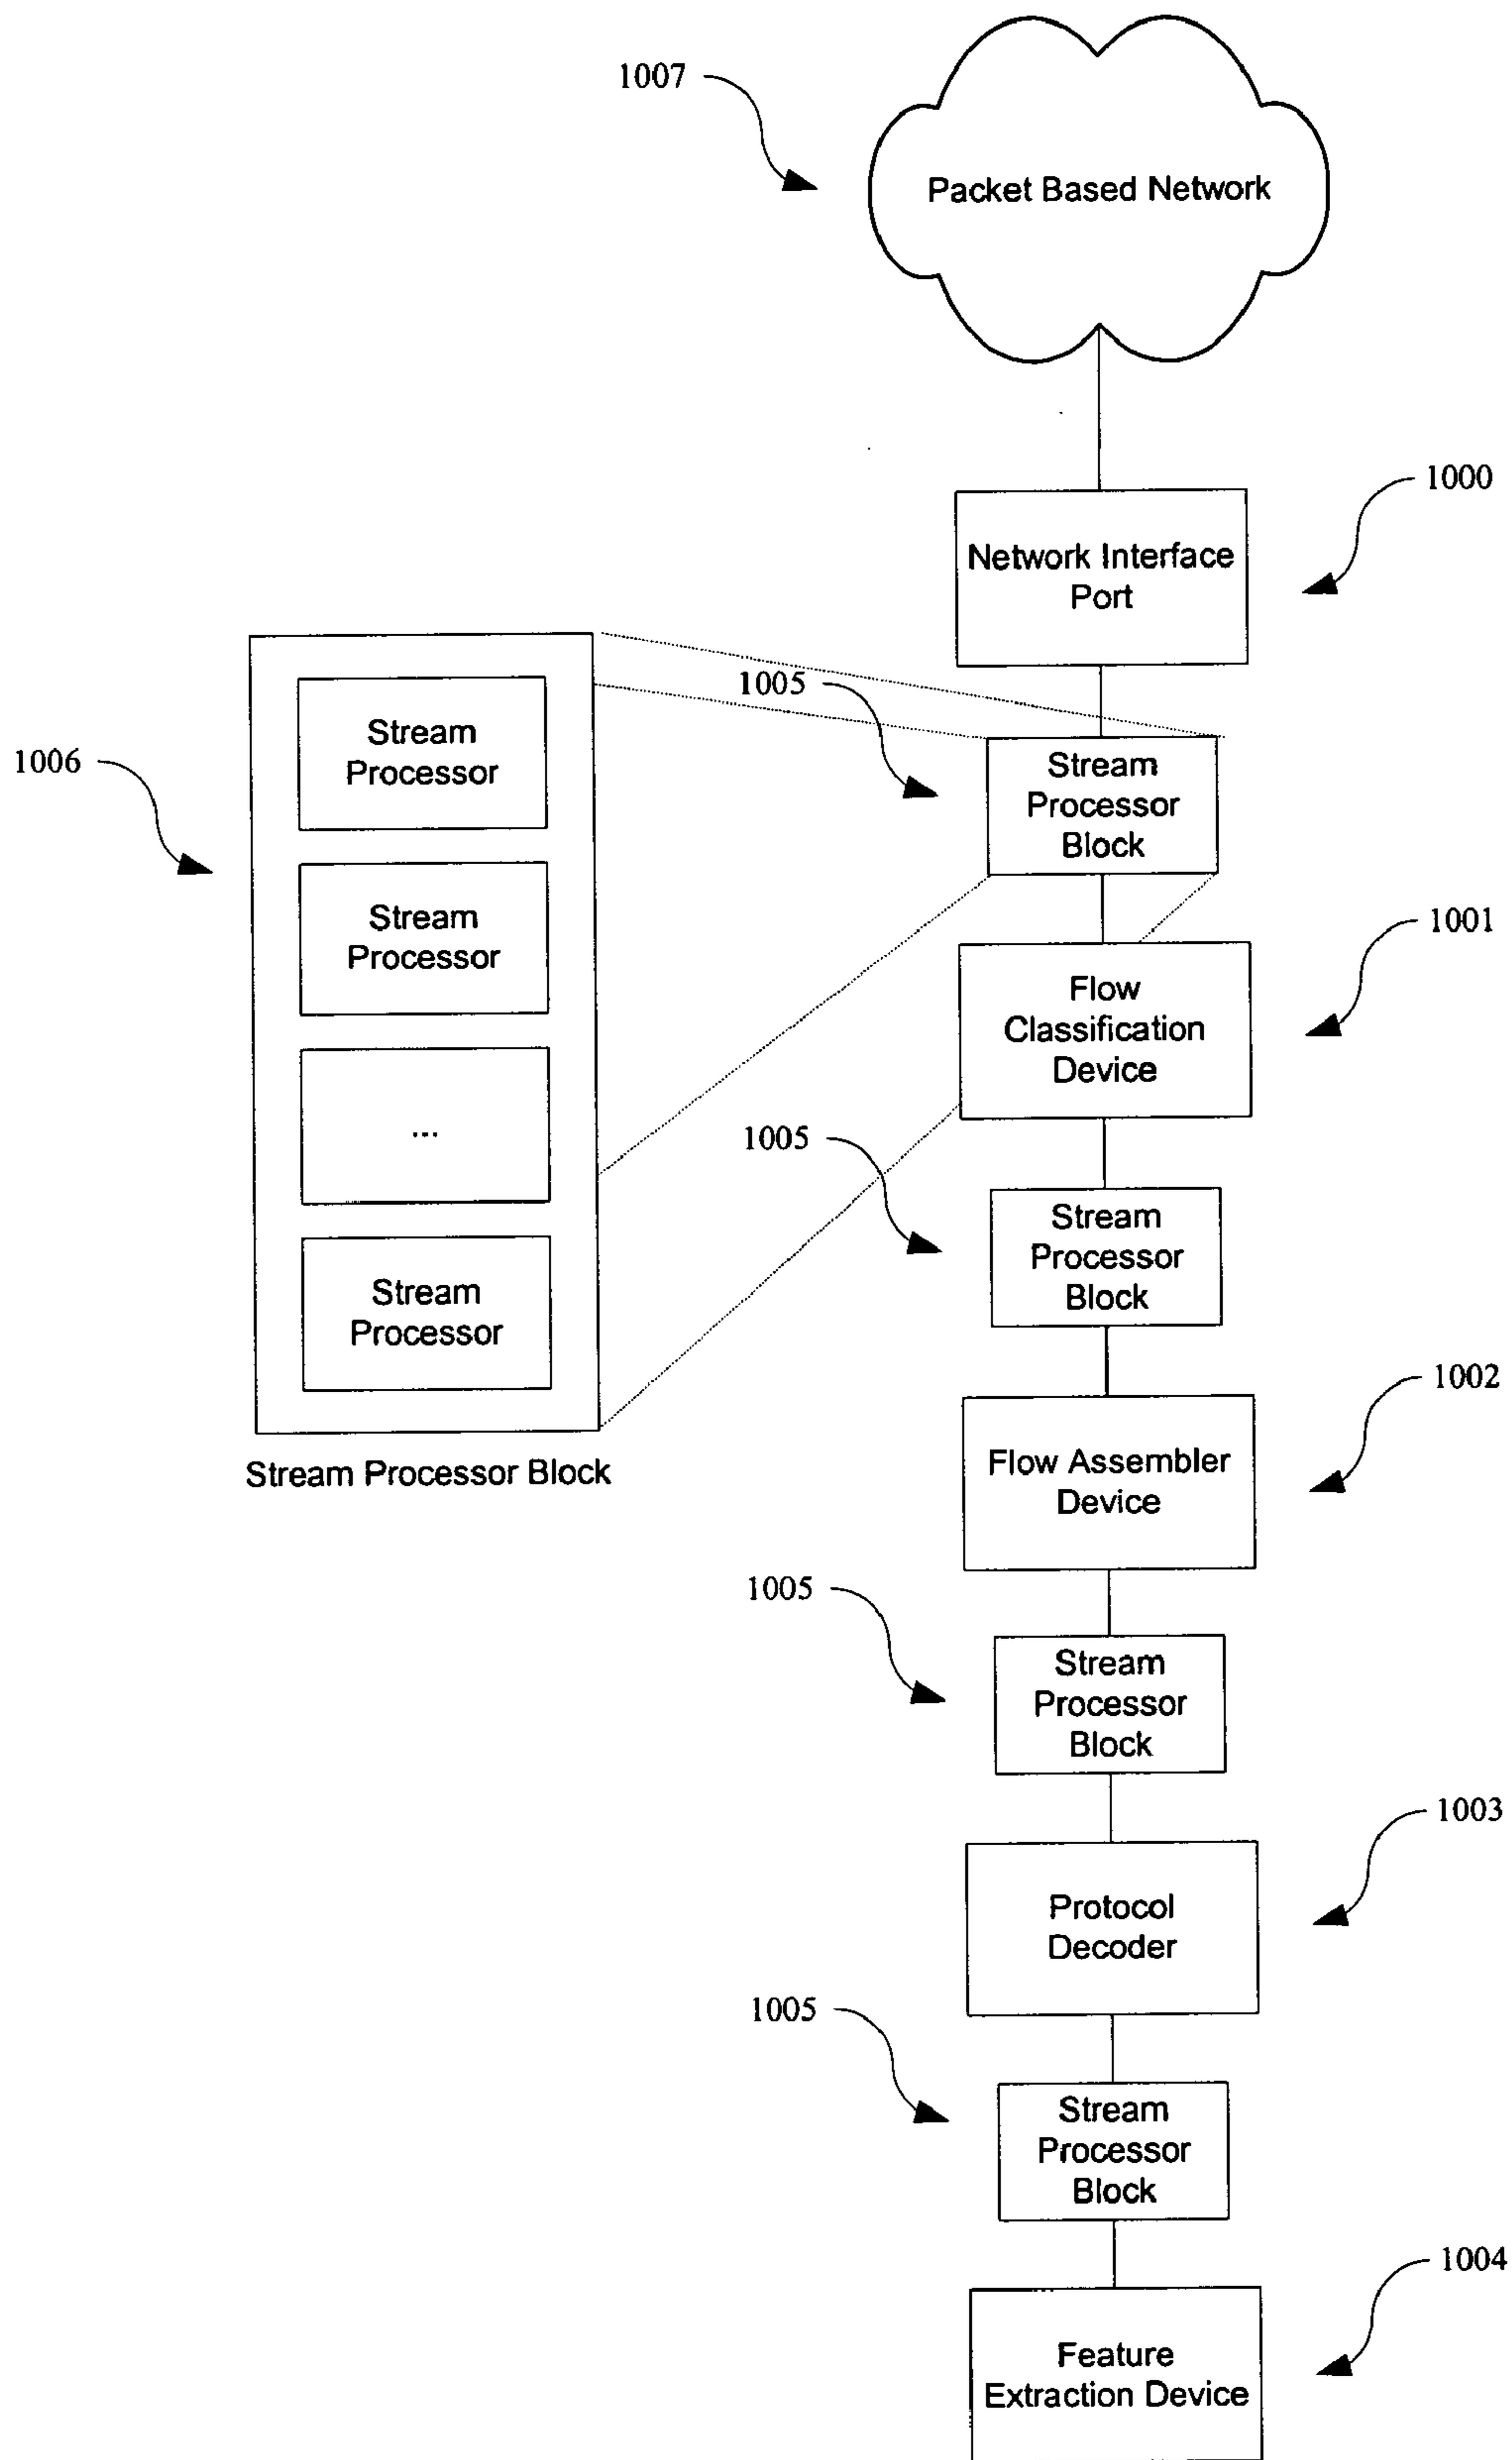 1007
Packet Based Network
1000
Network Interface
Port
1005
Stream
Processor
Block
1006
Stream
Processor
Stream
Processor
...
Stream
Processor
Stream Processor Block
1001
Flow
Classification
Device
1005
Stream
Processor
Block
1002
Flow Assembler
Device
1005
Stream
Processor
Block
1003
Protocol
Decoder
1005
Stream
Processor
Block
1004
Feature
Extraction Device